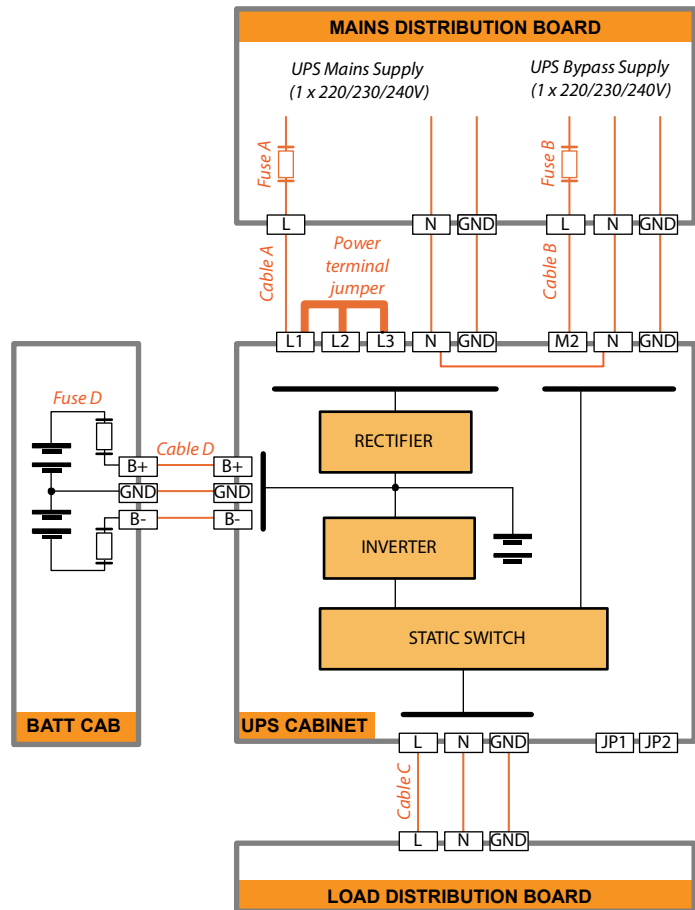 MAINS DISTRIBUTION BOARD
UPS Mains Supply
(1 x 220/230/240V)
UPS Bypass Supply
(1 x 220/230/240V)
Fuse A
Fuse B
L
N
GND
L
N
GND
Cable A
Power
terminal
jumper
Cable B
L1
L2
L3
N
GND
M2
N
GND
Fuse D
Cable D
B+
GND
B-
B+
GND
B-
RECTIFIER
INVERTER
STATIC SWITCH
BATT CAB
UPS CABINET
L
N
GND
JP1
JP2
Cable C
L
N
GND
LOAD DISTRIBUTION BOARD